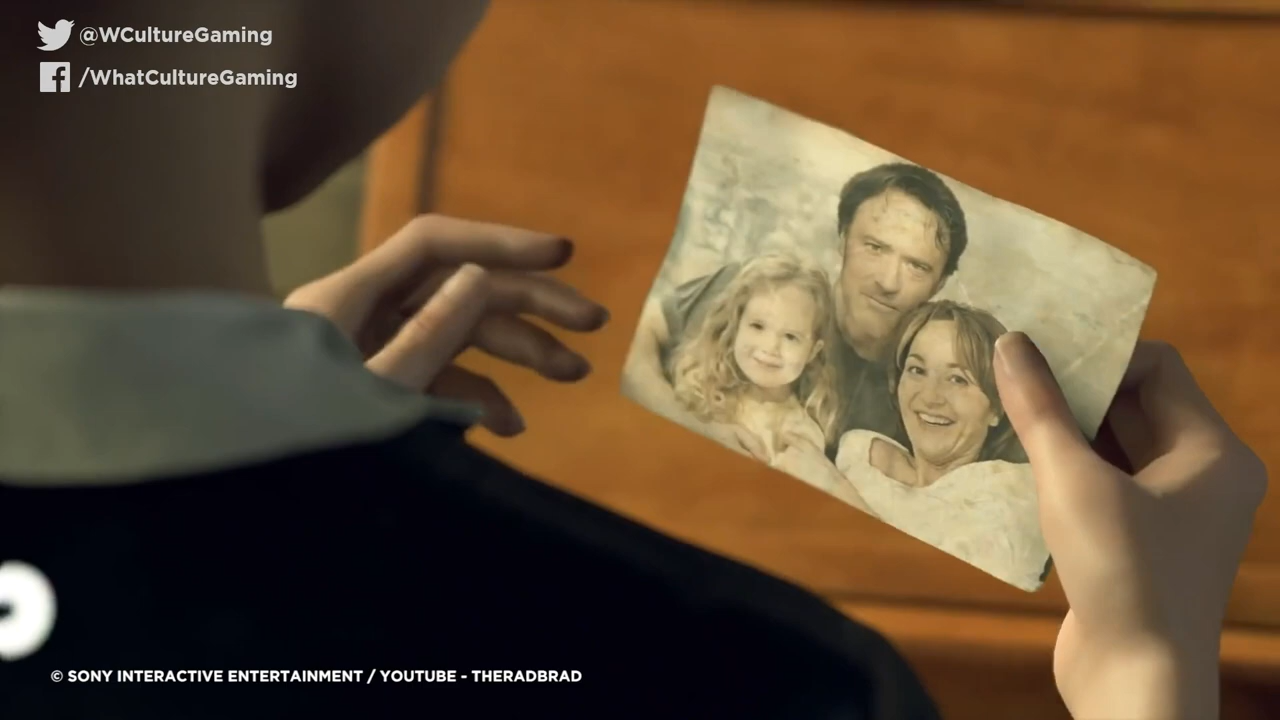 @WCultureGaming
/WhatCultureGaming
© SONY INTERACTIVE ENTERTAINMENT / YOUTUBE - THERADBRAD